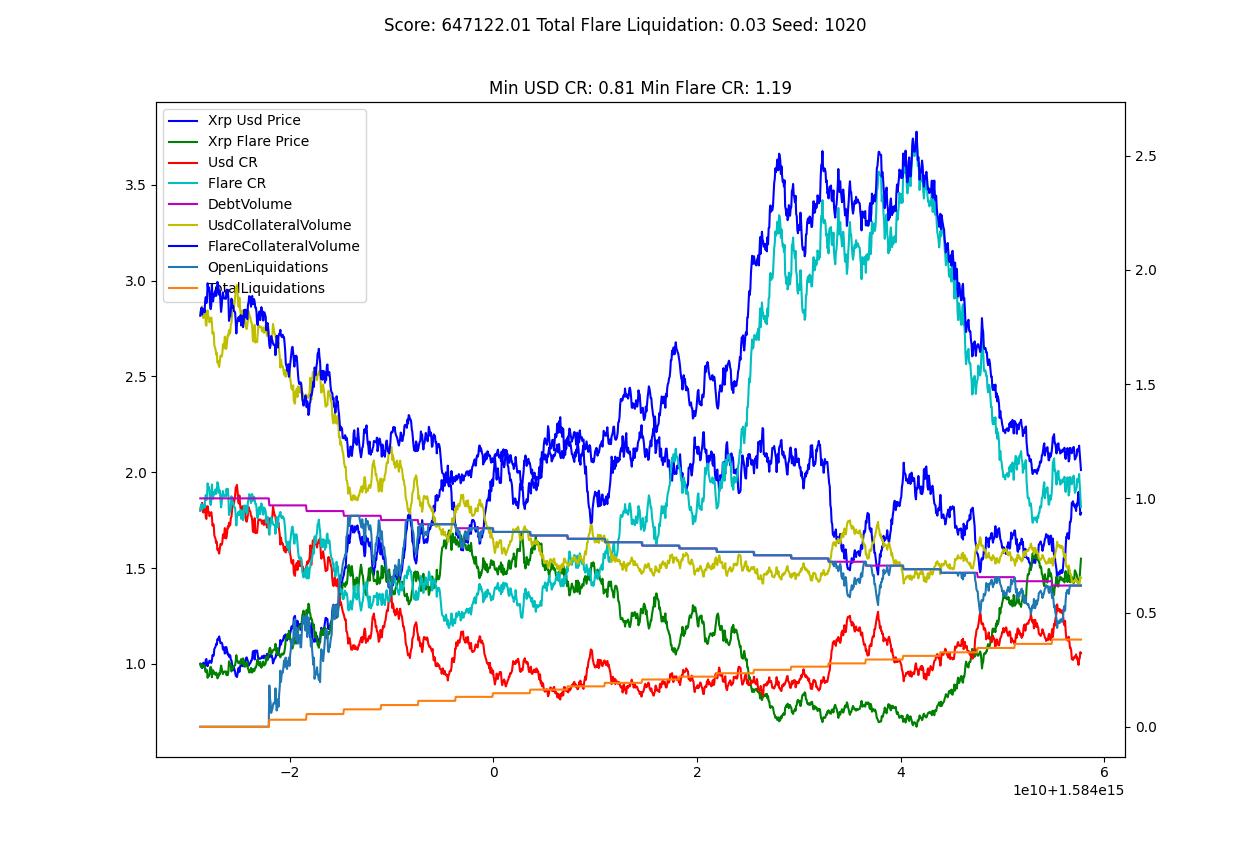 Score: 647122.01 Total Flare Liquidation: 0.03 Seed: 1020
Min USD CR: 0.81 Min Flare CR: 1.19
Xrp Usd Price
Xrp Flare Price
Usd CR
Flare CR
DebtVolume
UsdCollateralVolume
FlareCollateralVolume
OpenLiquidations
TotalLiquidations
3.5
3.0
2.5
2.0
1.5
1.0
2.5
2.0
1.5
1.0
0.5
0.0
−2 0 2 4 6
1e10+1.584e15